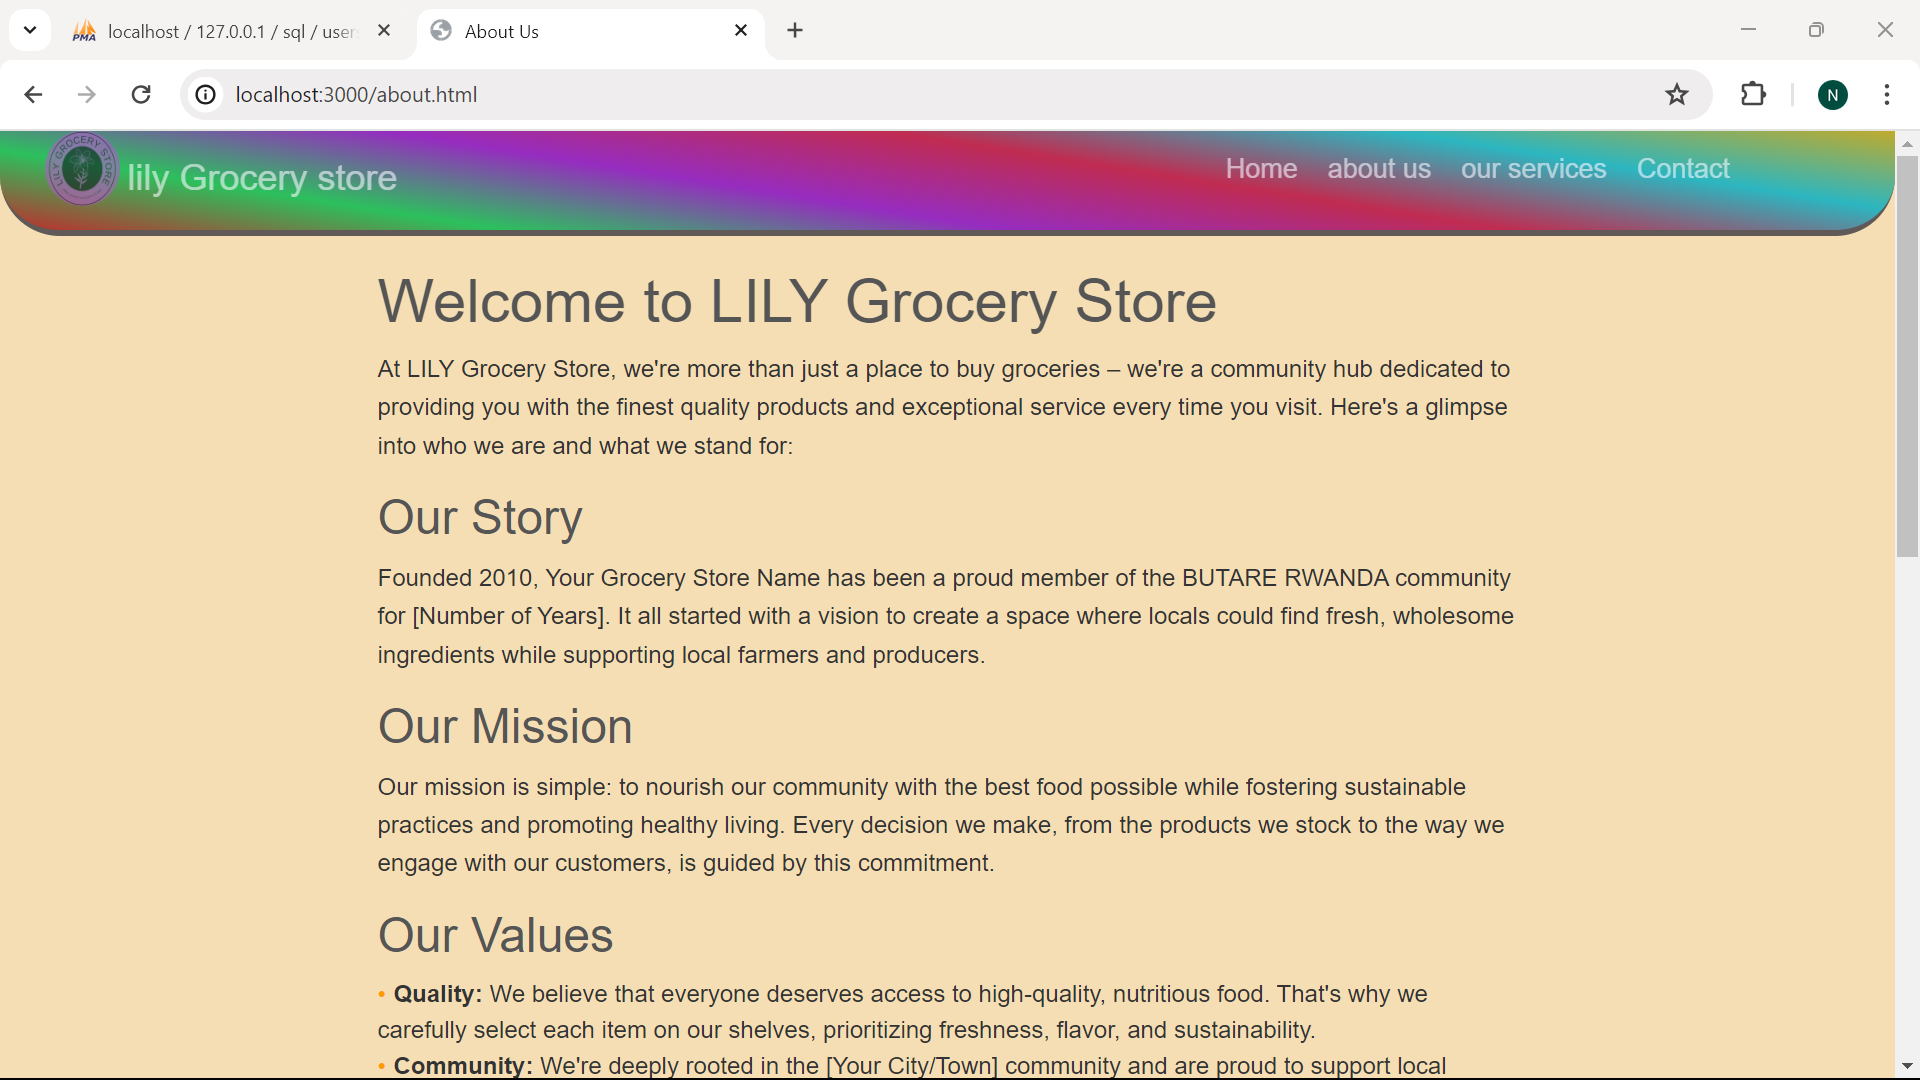 localhost / 127.0.0.1 / sql / user
About Us
localhost:3000/about.html
N
LILY GROCERY STORE
lily Grocery store
Home about us our services Contact
Welcome to LILY Grocery Store
At LILY Grocery Store, we're more than just a place to buy groceries – we're a community hub dedicated to
providing you with the finest quality products and exceptional service every time you visit. Here's a glimpse
into who we are and what we stand for:
Our Story
Founded 2010, Your Grocery Store Name has been a proud member of the BUTARE RWANDA community
for [Number of Years]. It all started with a vision to create a space where locals could find fresh, wholesome
ingredients while supporting local farmers and producers.
Our Mission
Our mission is simple: to nourish our community with the best food possible while fostering sustainable
practices and promoting healthy living. Every decision we make, from the products we stock to the way we
engage with our customers, is guided by this commitment.
Our Values
• Quality: We believe that everyone deserves access to high-quality, nutritious food. That's why we
carefully select each item on our shelves, prioritizing freshness, flavor, and sustainability.
• Community: We're deeply rooted in the [Your City/Town] community and are proud to support local
PMA